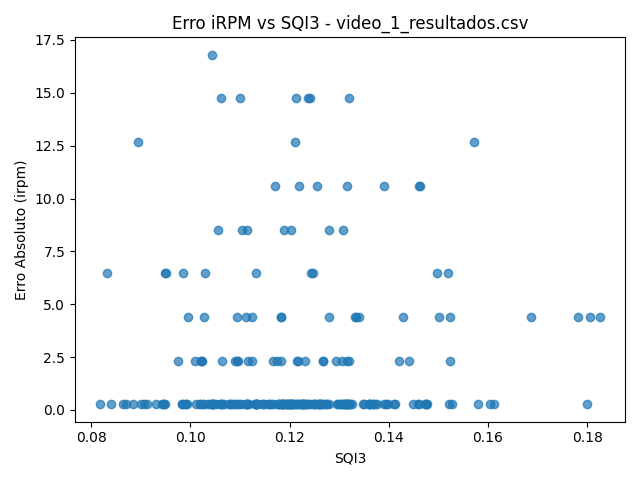 Erro iRPM vs SQI3 - video_1_resultados.csv
17.5
15.0
12.5
10.0
7.5
5.0
2.5
0.0
Erro Absoluto (irpm)
0.08 0.10 0.12 0.14 0.16 0.18
SQI3